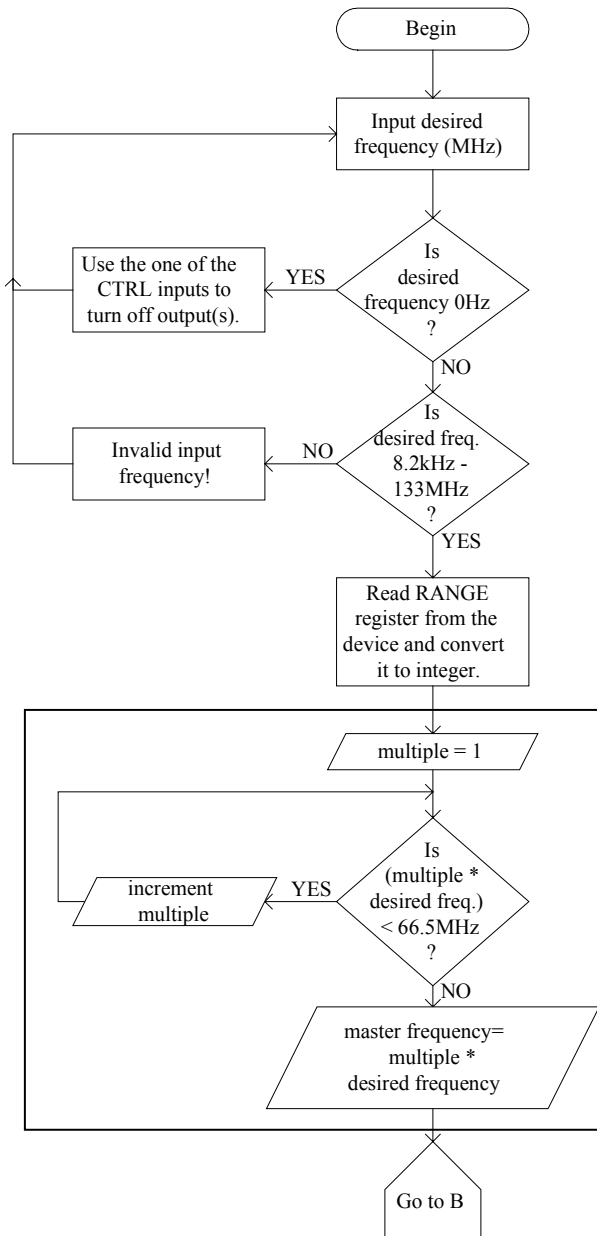 Begin
Input desired
frequency (MHz)
Is
desired
frequency 0Hz
?
YES
Use the one of the
CTRL inputs to
turn off output(s).
NO
Is
desired freq.
8.2kHz -
133MHz
?
NO
Invalid input
frequency!
YES
Read RANGE
register from the
device and convert
it to integer.
multiple = 1
Is
(multiple *
desired freq.)
< 66.5MHz
?
YES
increment
multiple
NO
master frequency=
multiple *
desired frequency
Go to B